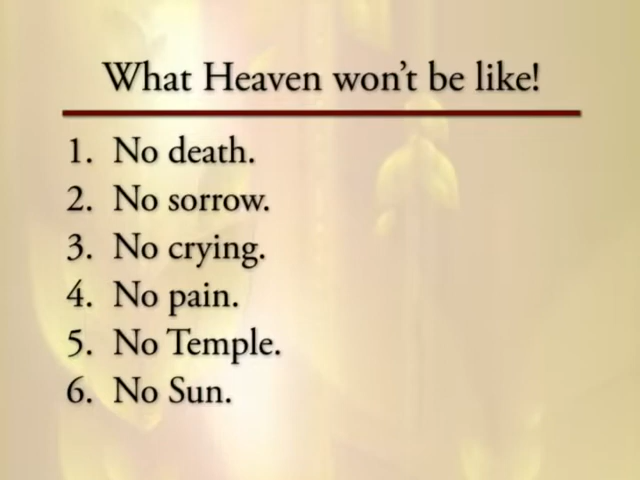 What Heaven won't be like!
1. No death.
2. No sorrow.
3. No crying.
4. No pain.
5. No Temple.
6. No Sun.